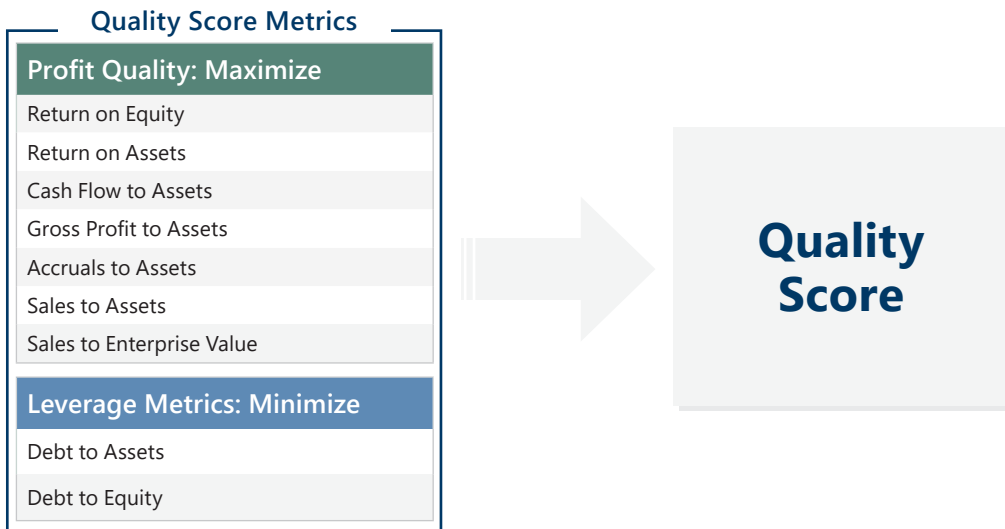 Quality Score Metrics
Profit Quality: Maximize
Return on Equity
Return on Assets
Cash Flow to Assets
Gross Profit to Assets
Accruals to Assets
Sales to Assets
Sales to Enterprise Value
Leverage Metrics: Minimize
Debt to Assets
Debt to Equity
Quality
Score